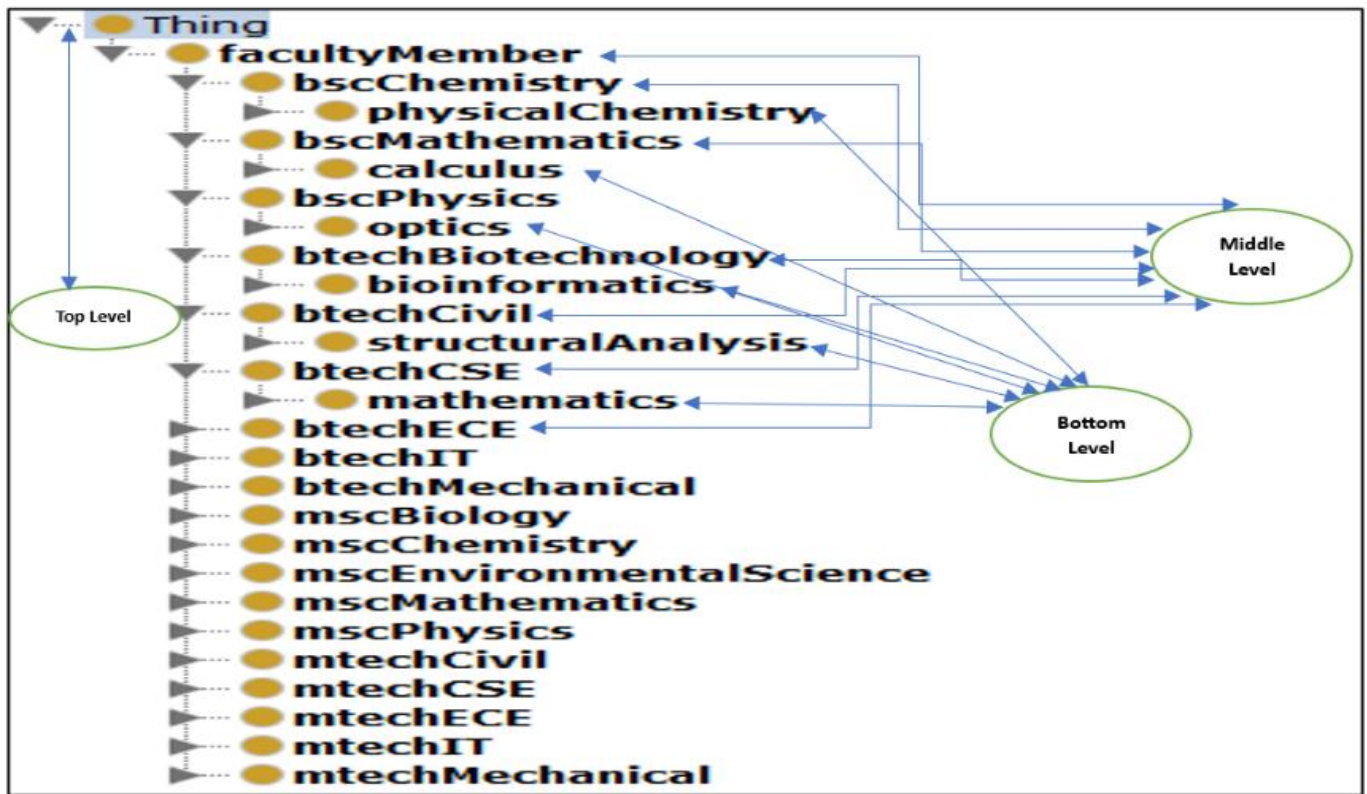 Thing
facultyMember
bscChemistry
physicalChemistry
bscMathematics
calculus
bscPhysics
optics
btechBiotechnology
bioinformatics
btechCivil
structuralAnalysis
btechCSE
mathematics
btechECE
btechIT
btechMechanical
mscBiology
mscChemistry
mscEnvironmentalScience
mscMathematics
mscPhysics
mtechCivil
mtechCSE
mtechECE
mtechIT
mtechMechanical
Top Level
Middle
Level
Bottom
Level